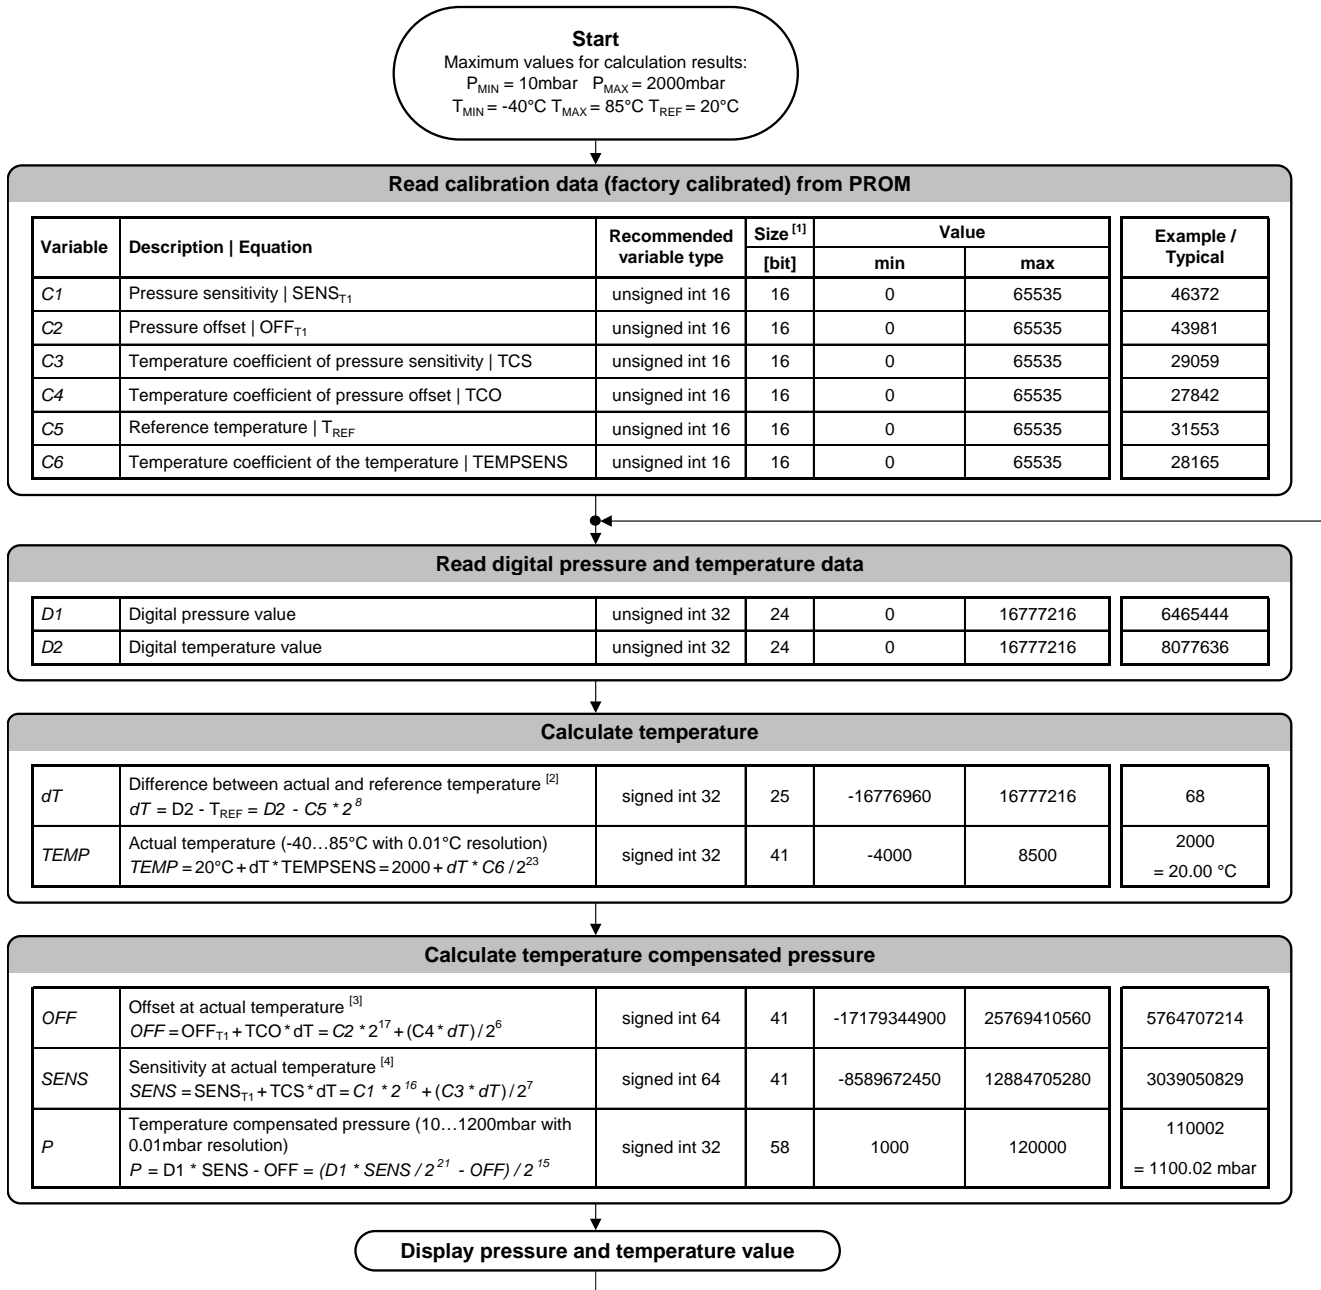 Start
Maximum values for calculation results:
P_MIN = 10mbar P_MAX = 2000mbar
T_MIN = -40°C T_MAX = 85°C T_REF = 20°C
Read calibration data (factory calibrated) from PROM
Variable Description | Equation Recommended variable type Size [1] [bit] Value min max Example / Typical
C1 Pressure sensitivity | SENS_T1 unsigned int 16 16 0 65535 46372
C2 Pressure offset | OFF_T1 unsigned int 16 16 0 65535 43981
C3 Temperature coefficient of pressure sensitivity | TCS unsigned int 16 16 0 65535 29059
C4 Temperature coefficient of pressure offset | TCO unsigned int 16 16 0 65535 27842
C5 Reference temperature | T_REF unsigned int 16 16 0 65535 31553
C6 Temperature coefficient of the temperature | TEMPSENS unsigned int 16 16 0 65535 28165
Read digital pressure and temperature data
D1 Digital pressure value unsigned int 32 24 0 16777216 6465444
D2 Digital temperature value unsigned int 32 24 0 16777216 8077636
Calculate temperature
Difference between actual and reference temperature [2]
dT signed int 32 25 -16776960 16777216 68
dT = D2 - T_REF = D2 - C5 * 2^8
Actual temperature (-40…85°C with 0.01°C resolution) 2000
TEMP signed int 32 41 -4000 8500
TEMP = 20°C + dT * TEMPSENS = 2000 + dT * C6 / 2^23 = 20.00 °C
Calculate temperature compensated pressure
Offset at actual temperature [3]
OFF signed int 64 41 -17179344900 25769410560 5764707214
OFF = OFF_T1 + TCO * dT = C2 * 2^17 + (C4 * dT) / 2^6
Sensitivity at actual temperature [4]
SENS signed int 64 41 -8589672450 12884705280 3039050829
SENS = SENS_T1 + TCS * dT = C1 * 2^16 + (C3 * dT) / 2^7
Temperature compensated pressure (10…1200mbar with 110002
0.01mbar resolution)
P signed int 32 58 1000 120000
P = D1 * SENS - OFF = (D1 * SENS / 2^21 - OFF) / 2^15 = 1100.02 mbar
Display pressure and temperature value